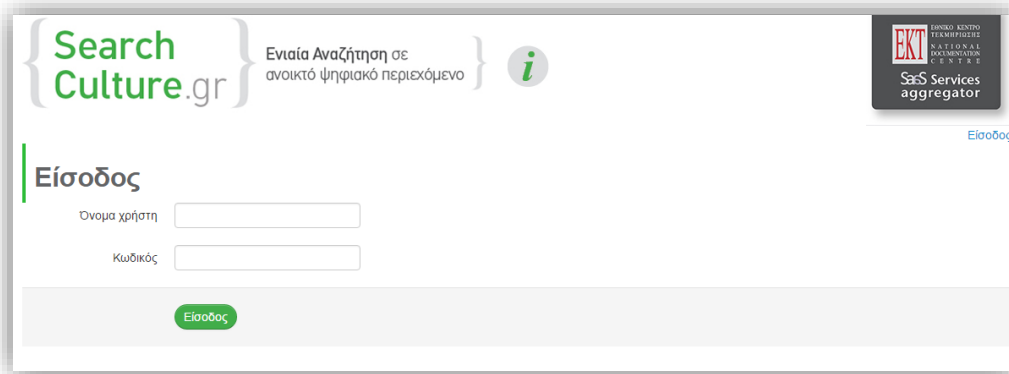 Search
Culture.gr
Ενιαία Αναζήτηση σε
ανοικτό ψηφιακό περιεχόμενο
i
EKT
ΕΘΝΙΚΟ ΚΕΝΤΡΟ
ΤΕΚΜΗΡΙΩΣΗΣ
NATIONAL
DOCUMENTATION
CENTRE
SaaS Services
aggregator
Είσοδος
Είσοδος
Όνομα χρήστη
Κωδικός
Είσοδος